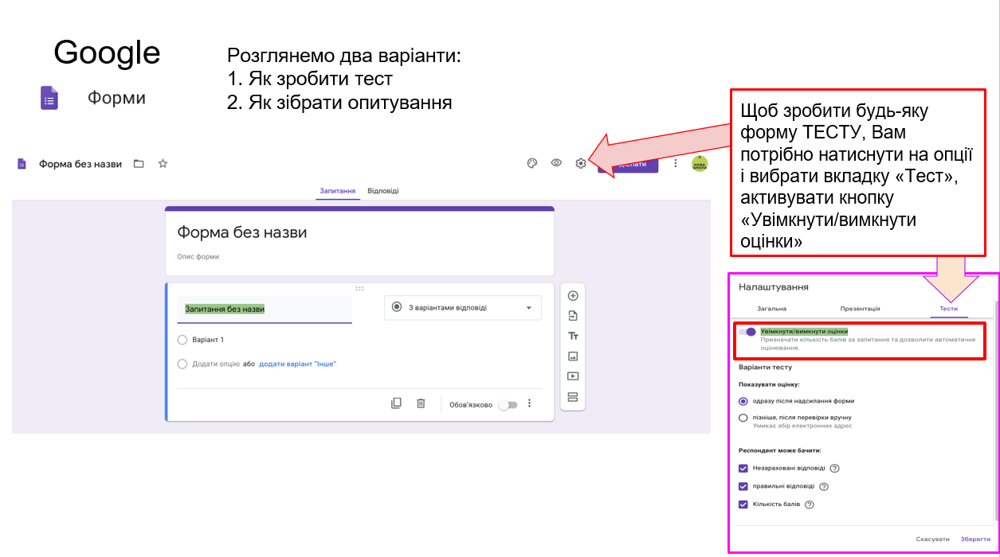 Google
Форми
Розглянемо два варіанти:
1. Як зробити тест
2. Як зібрати опитування
Щоб зробити будь-яку
форму ТЕСТУ, Вам
потрібно натиснути на опції
і вибрати вкладку «Тест»,
активувати кнопку
«Увімкнути/вимкнути
оцінки»
Форма без назви
Запитання Відповіді
Форма без назви
Опис форми
Запитання без назви
З варіантами відповіді
Варіант 1
Додати опцію або додати варіант "Інше"
Обов'язково
Налаштування
Загальна Презентація Тести
Увімкнути/вимкнути оцінки
Призначати кількість балів за запитання та дозволити автоматичне
оцінювання.
Варіанти тесту
Показувати оцінку:
одразу після надсилання форми
пізніше, після перевірки вручну
Умикає збір електронних адрес
Респондент може бачити:
Незараховані відповіді
правильні відповіді
Кількість балів
Скасувати Зберегти